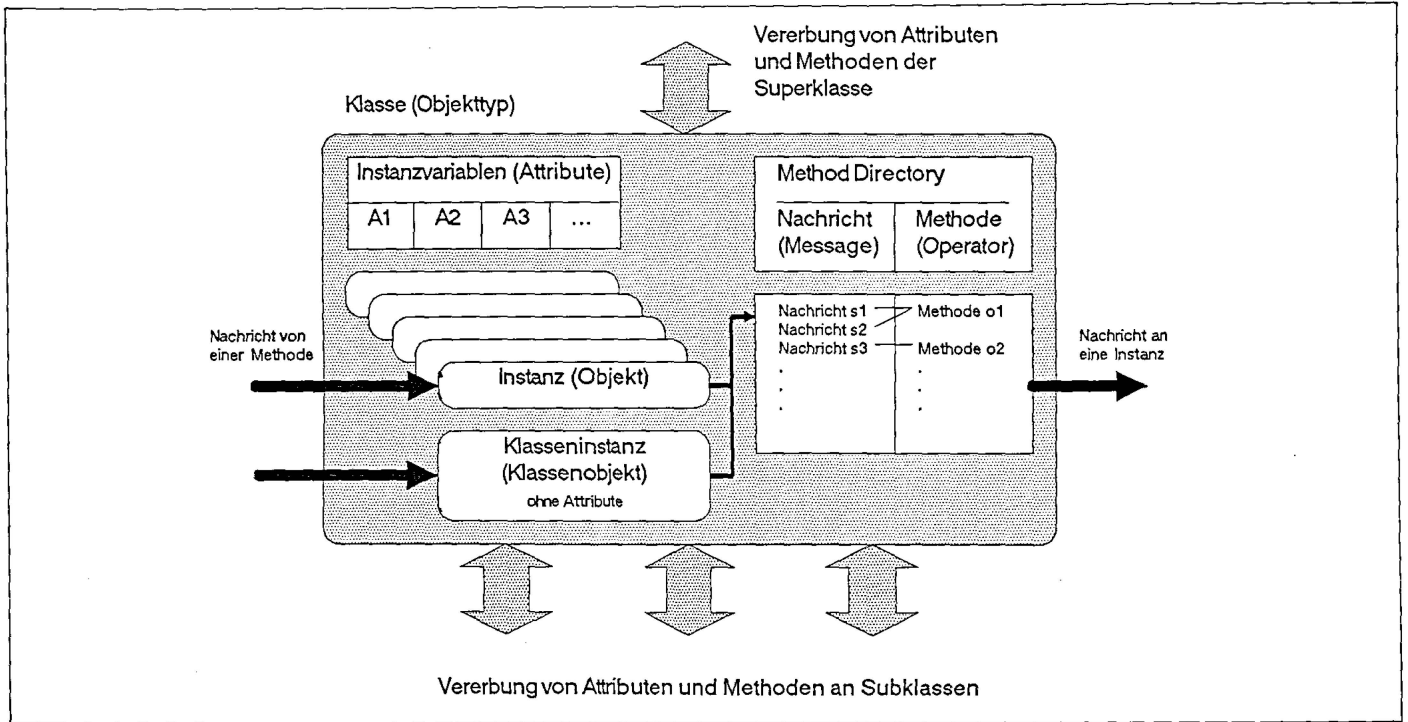 Vererbung von Attributen
und Methoden der
Superklasse
Klasse (Objekttyp)
Instanzvariablen (Attribute)
A1 A2 A3 ...
Method Directory
Nachricht Methode
(Message) (Operator)
Nachricht s1 Methode o1
Nachricht s2
Nachricht s3 Methode o2
. .
. .
. .
Nachricht von
einer Methode
Instanz (Objekt)
Nachricht an
eine Instanz
Klasseninstanz
(Klassenobjekt)
ohne Attribute
Vererbung von Attributen und Methoden an Subklassen